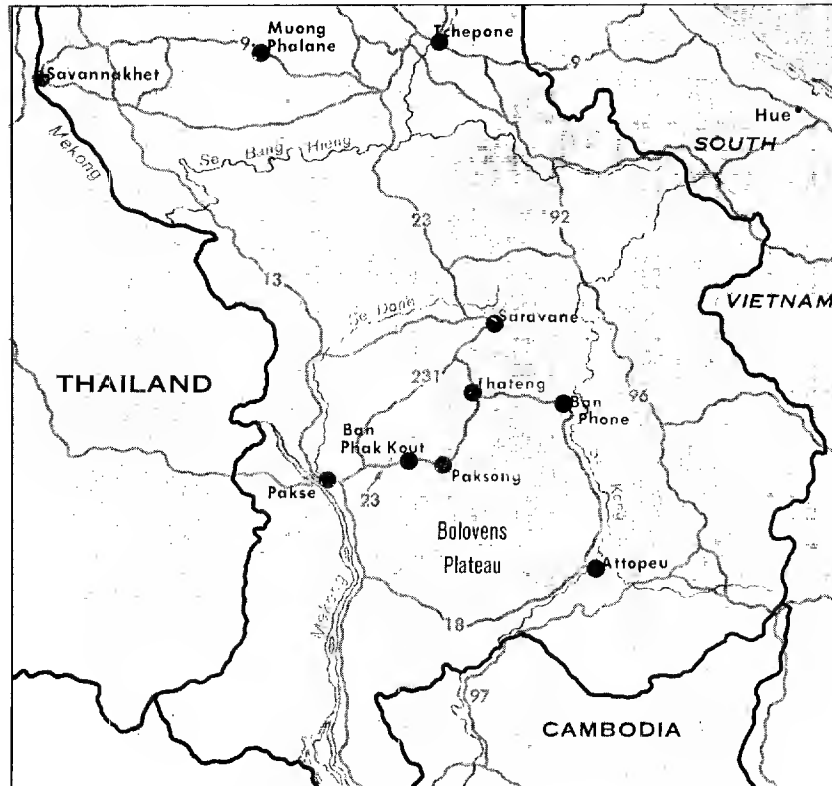 Muong
Phalane
9
Tchepone
9
Savannakhet
Hue
Mekong
Se Bang Hieng
SOUTH
23
92
13
VIETNAM
Se Dong
Saravane
THAILAND
231
Thateng
96
Ban
Phone
Ban
Phak Kout
Paksong
Pakse
23
Kong
Bolovens
Plateau
Attopeu
Mekong
18
97
CAMBODIA